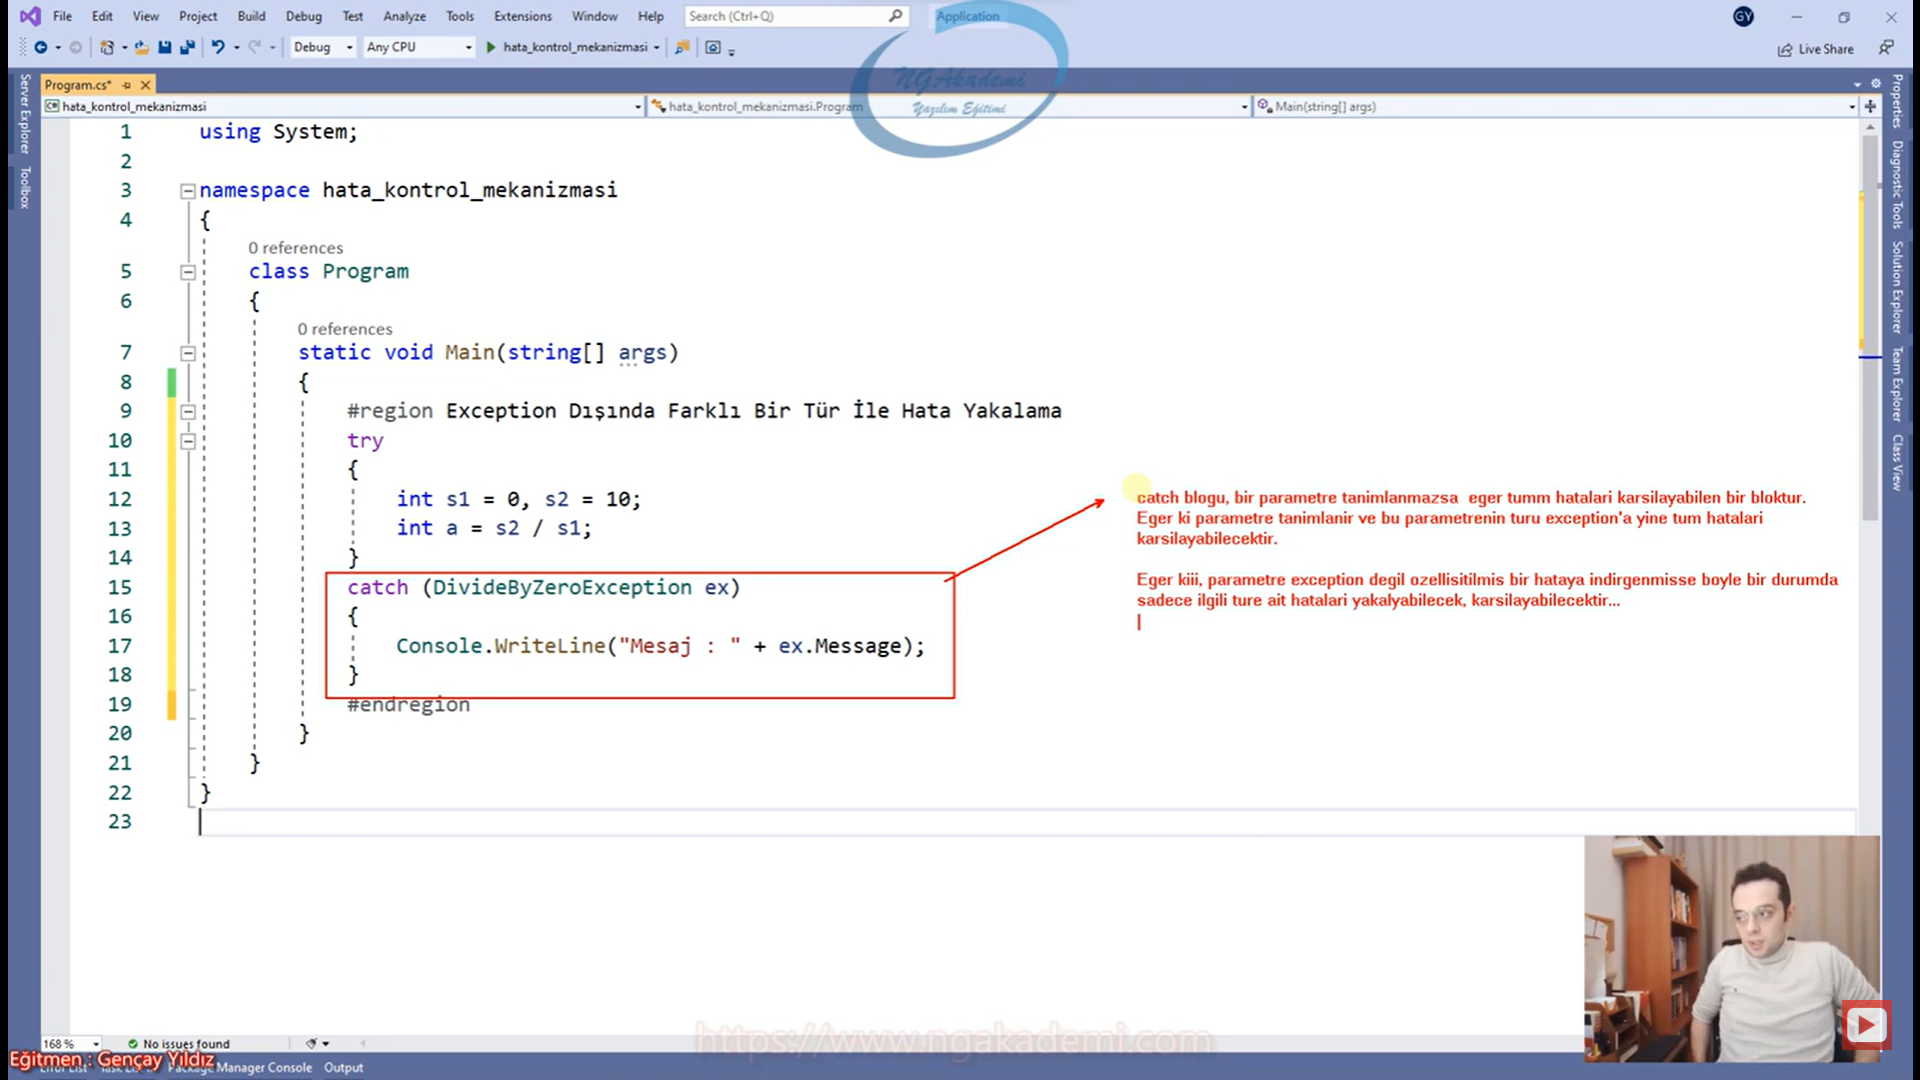 File Edit View Project Build Debug Test Analyze Tools Extensions Window Help Search (Ctrl+Q) Application GY
Debug Any CPU hata_kontrol_mekanizmasi Live Share
NGAkademi
Yazılım Eğitimi
Program.cs*
C# hata_kontrol_mekanizmasi hata_kontrol_mekanizmasi.Program Main(string[] args)
Server Explorer
Toolbox
Properties
Diagnostic Tools
Solution Explorer
Team Explorer
Class View
1 using System;
2
3 namespace hata_kontrol_mekanizmasi
4 {
0 references
5 class Program
6 {
0 references
7 static void Main(string[] args)
8 {
9 #region Exception Dışında Farklı Bir Tür İle Hata Yakalama
10 try
11 {
12 int s1 = 0, s2 = 10;
13 int a = s2 / s1;
14 }
15 catch (DivideByZeroException ex)
16 {
17 Console.WriteLine("Mesaj : " + ex.Message);
18 }
19 #endregion
20 }
21 }
22 }
23
catch blogu, bir parametre tanimlanmazsa eger tumm hatalari karsilayabilen bir bloktur.
Eger ki parametre tanimlanir ve bu parametrenin turu exception'a yine tum hatalari
karsilayabilecektir.
Eger kiii, parametre exception degil ozellisitilmis bir hataya indirgenmisse boyle bir durumda
sadece ilgili ture ait hatalari yakalyabilecek, karsilayabilecektir...
168 % No issues found
https://www.ngakademi.com
Eğitmen : Gençay Yıldız
Package Manager Console Output